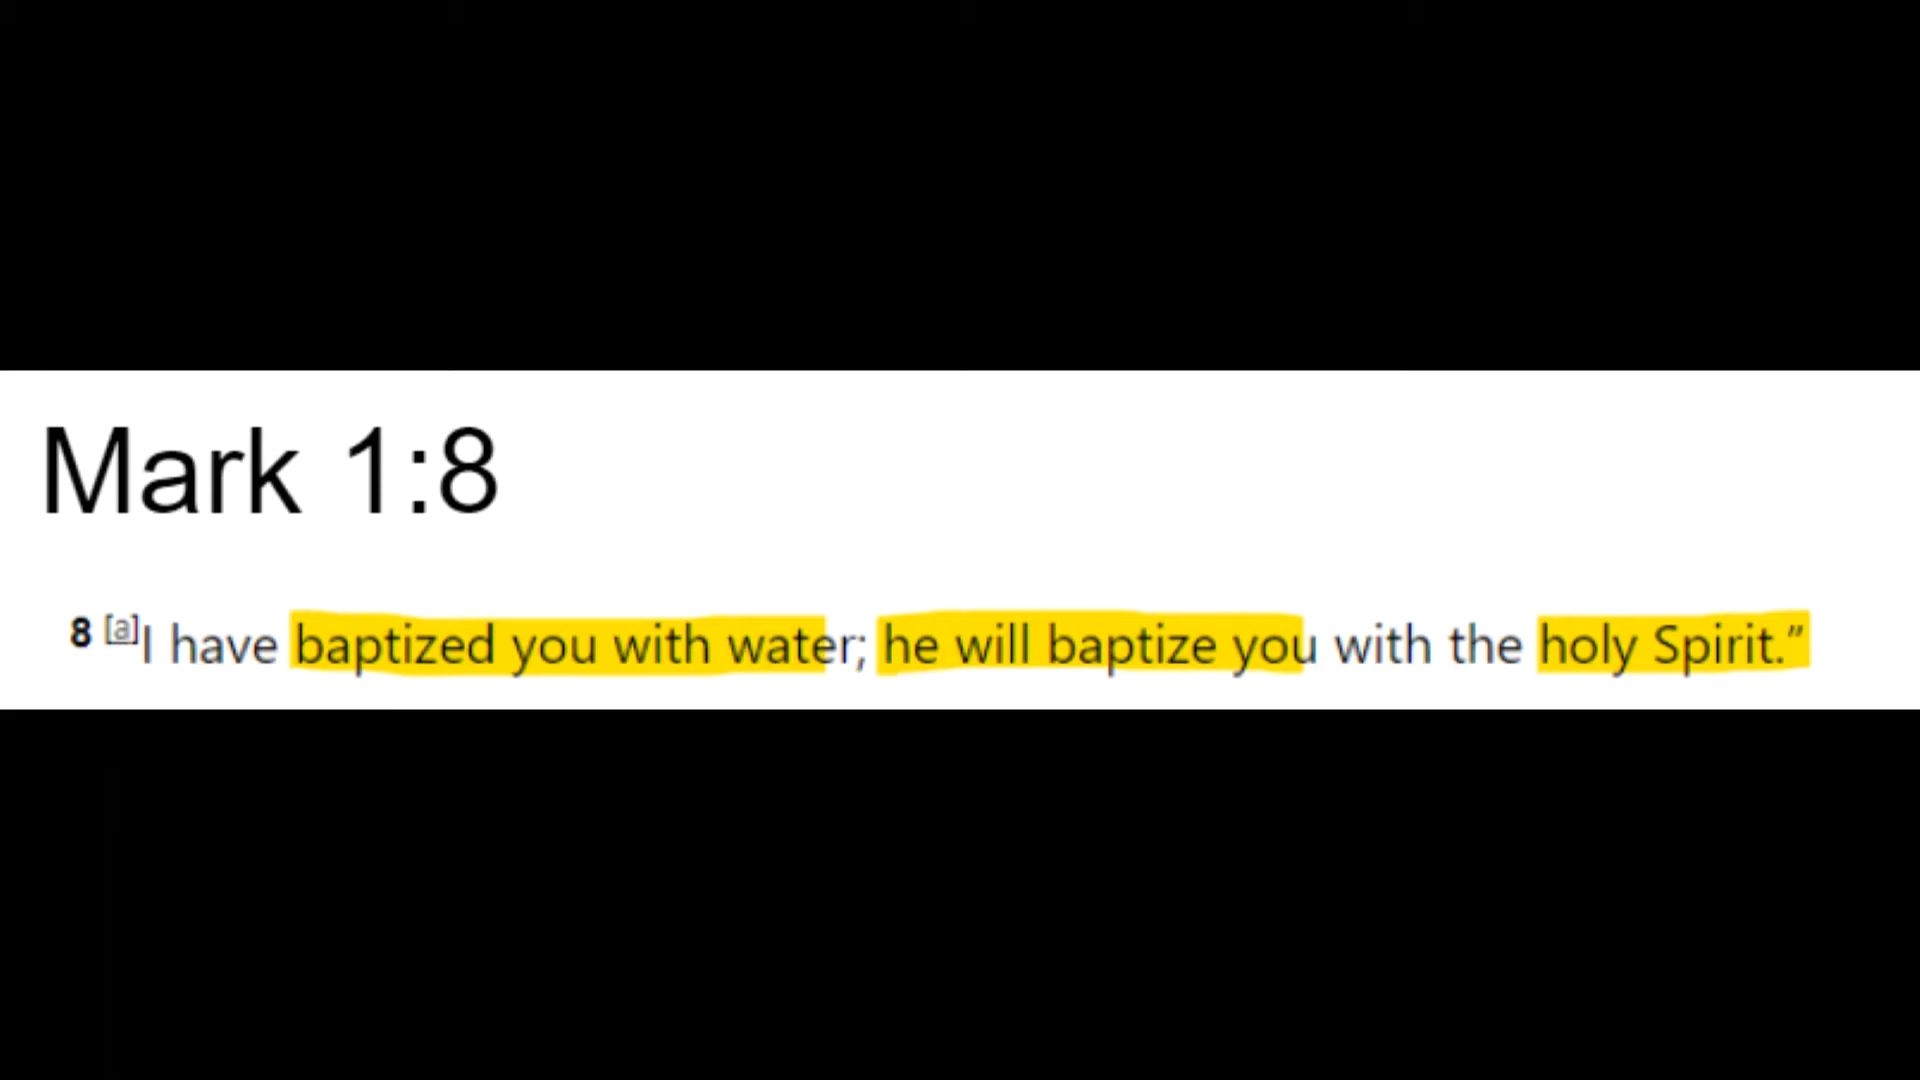 Mark 1:8
8 [a]I have baptized you with water; he will baptize you with the holy Spirit.”